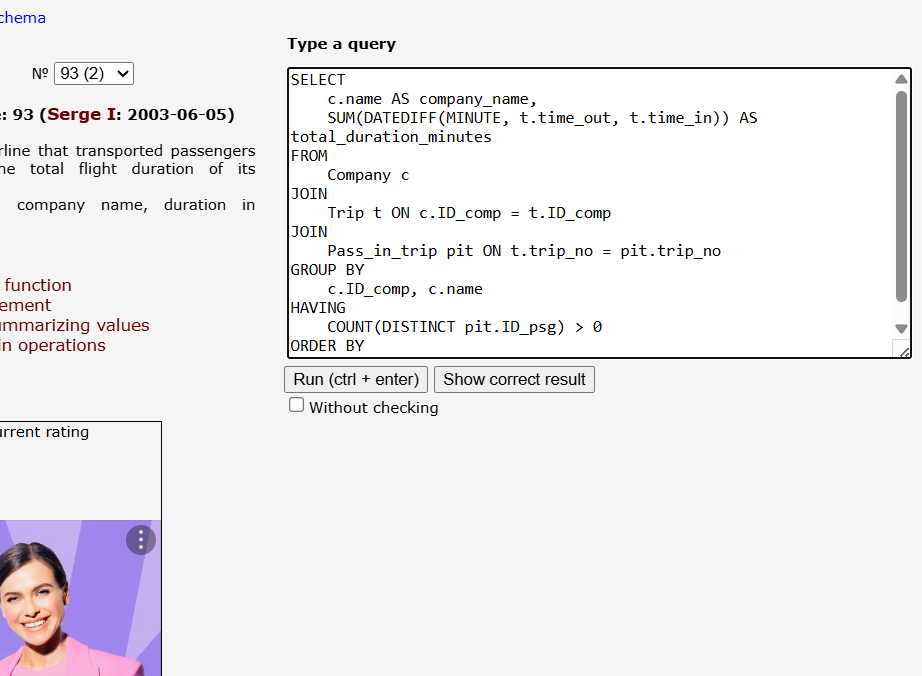 chema
Type a query
№ 93 (2)
: 93 (Serge I: 2003-06-05)
rline that transported passengers
he total flight duration of its
company name, duration in
function
ement
ummarizing values
in operations
SELECT
c.name AS company_name,
SUM(DATEDIFF(MINUTE, t.time_out, t.time_in)) AS
total_duration_minutes
FROM
Company c
JOIN
Trip t ON c.ID_comp = t.ID_comp
JOIN
Pass_in_trip pit ON t.trip_no = pit.trip_no
GROUP BY
c.ID_comp, c.name
HAVING
COUNT(DISTINCT pit.ID_psg) > 0
ORDER BY
Run (ctrl + enter) Show correct result
Without checking
urrent rating